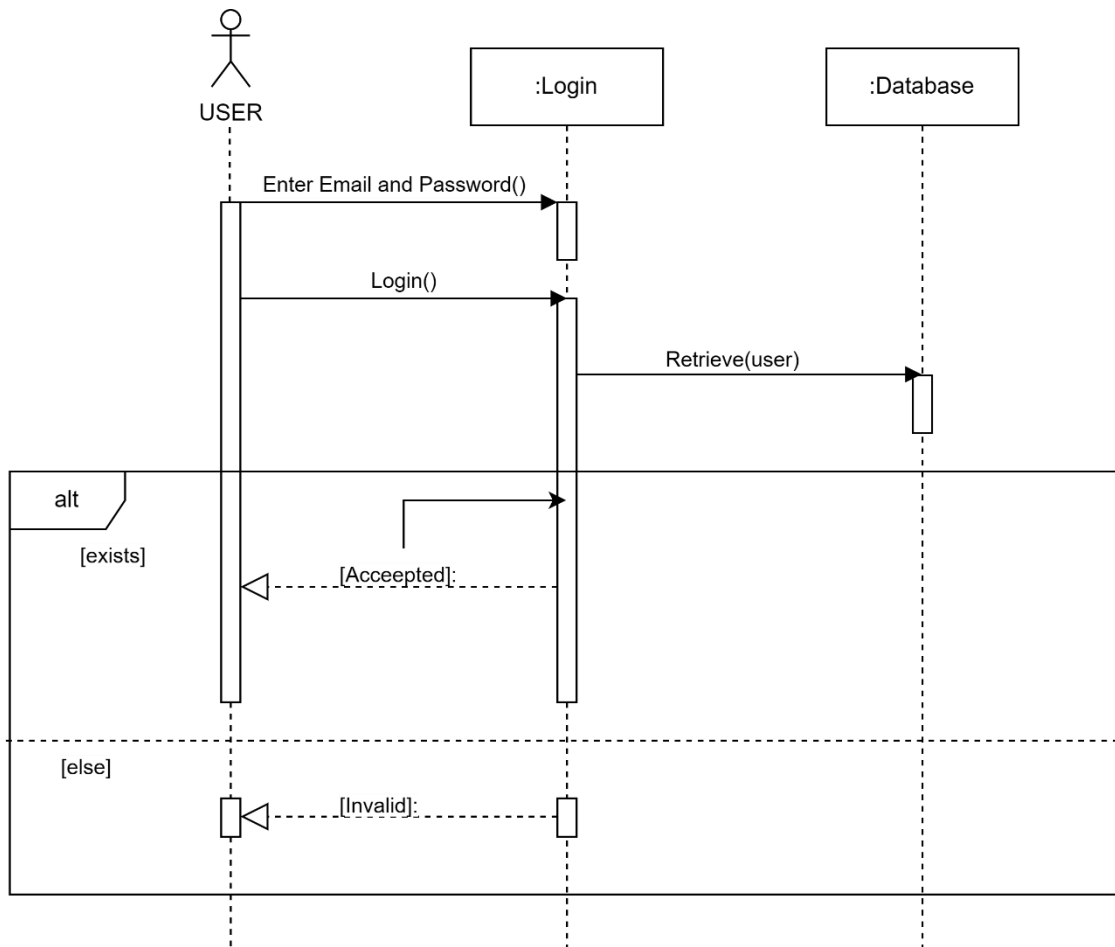 USER
:Login
:Database
Enter Email and Password()
Login()
Retrieve(user)
alt
[exists]
[Acceepted]:
[else]
[Invalid]: